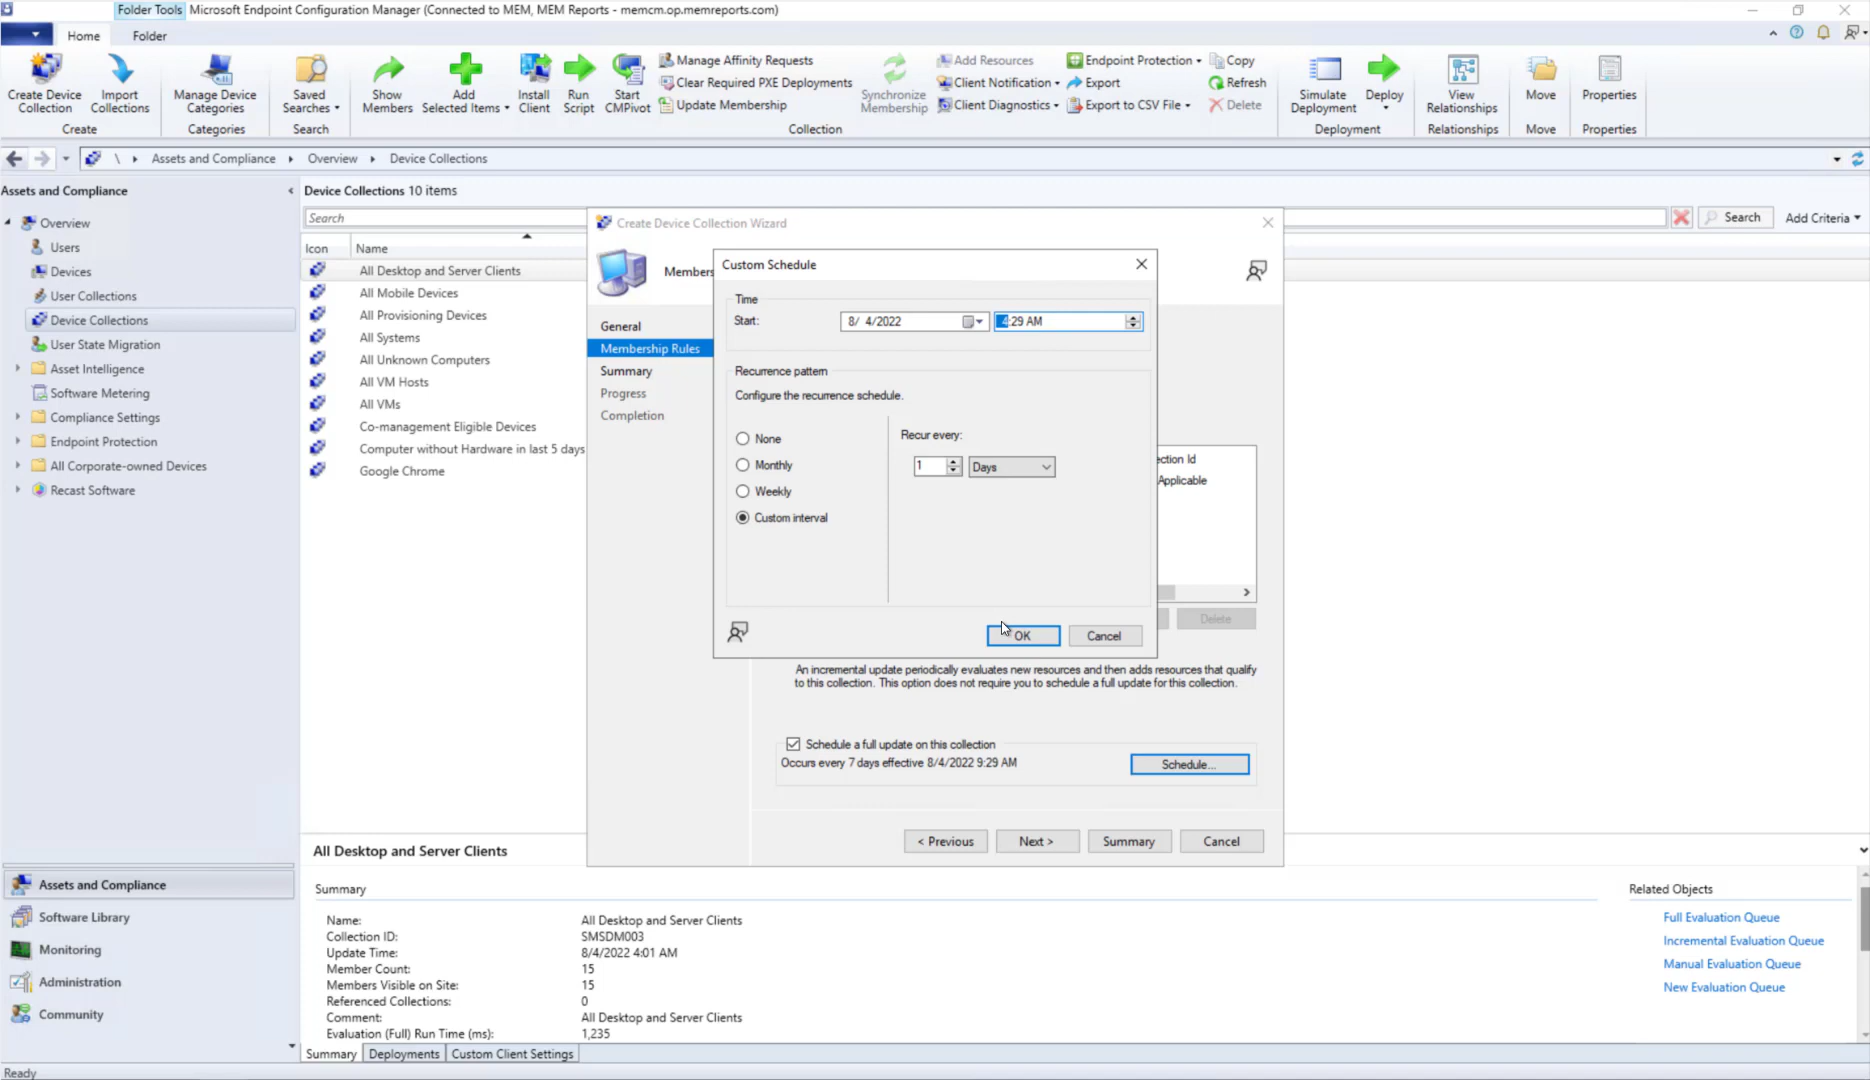 Folder Tools Microsoft Endpoint Configuration Manager (Connected to MEM, MEM Reports - memcm.op.memreports.com)
Home Folder
Create Device Collection
Import Collections
Create
Manage Device Categories
Categories
Saved Searches
Search
Show Members
Add Selected Items
Install Client
Run Script
Start CMPivot
Manage Affinity Requests
Clear Required PXE Deployments
Update Membership
Synchronize Membership
Add Resources
Client Notification
Client Diagnostics
Endpoint Protection
Export
Export to CSV File
Copy
Refresh
Delete
Collection
Simulate Deployment
Deploy
Deployment
View Relationships
Relationships
Move
Move
Properties
Properties
\ Assets and Compliance Overview Device Collections
Assets and Compliance
Overview
Users
Devices
User Collections
Device Collections
User State Migration
Asset Intelligence
Software Metering
Compliance Settings
Endpoint Protection
All Corporate-owned Devices
Recast Software
Assets and Compliance
Software Library
Monitoring
Administration
Community
Device Collections 10 items
Search
Search
Add Criteria
Icon Name
All Desktop and Server Clients
All Mobile Devices
All Provisioning Devices
All Systems
All Unknown Computers
All VM Hosts
All VMs
Co-management Eligible Devices
Computer without Hardware in last 5 days
Google Chrome
Create Device Collection Wizard
Members
General
Membership Rules
Summary
Progress
Completion
Custom Schedule
Time
Start: 8/ 4/2022 4:29 AM
Recurrence pattern
Configure the recurrence schedule.
None
Monthly
Weekly
Custom interval
Recur every:
1 Days
OK Cancel
ection Id
Applicable
Delete
An incremental update periodically evaluates new resources and then adds resources that qualify
to this collection. This option does not require you to schedule a full update for this collection.
Schedule a full update on this collection
Occurs every 7 days effective 8/4/2022 9:29 AM
Schedule...
< Previous Next > Summary Cancel
All Desktop and Server Clients
Summary
Name: All Desktop and Server Clients
Collection ID: SMSDM003
Update Time: 8/4/2022 4:01 AM
Member Count: 15
Members Visible on Site: 15
Referenced Collections: 0
Comment: All Desktop and Server Clients
Evaluation (Full) Run Time (ms): 1,235
Related Objects
Full Evaluation Queue
Incremental Evaluation Queue
Manual Evaluation Queue
New Evaluation Queue
Summary Deployments Custom Client Settings
Ready